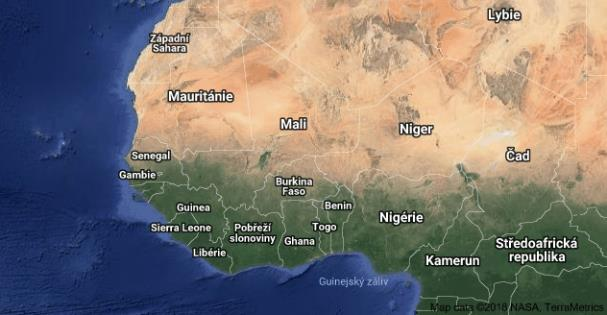 Lybie
Západní
Sahara
Mauritánie
Mali
Niger
Čad
Senegal
Gambie
Burkina
Faso
Guinea
Benin
Nigérie
Sierra Leone
Pobřeží
slonoviny
Togo
Ghana
Libérie
Středoafrická
republika
Kamerun
Guinejský záliv
Map data ©2018 NASA, TerraMetrics